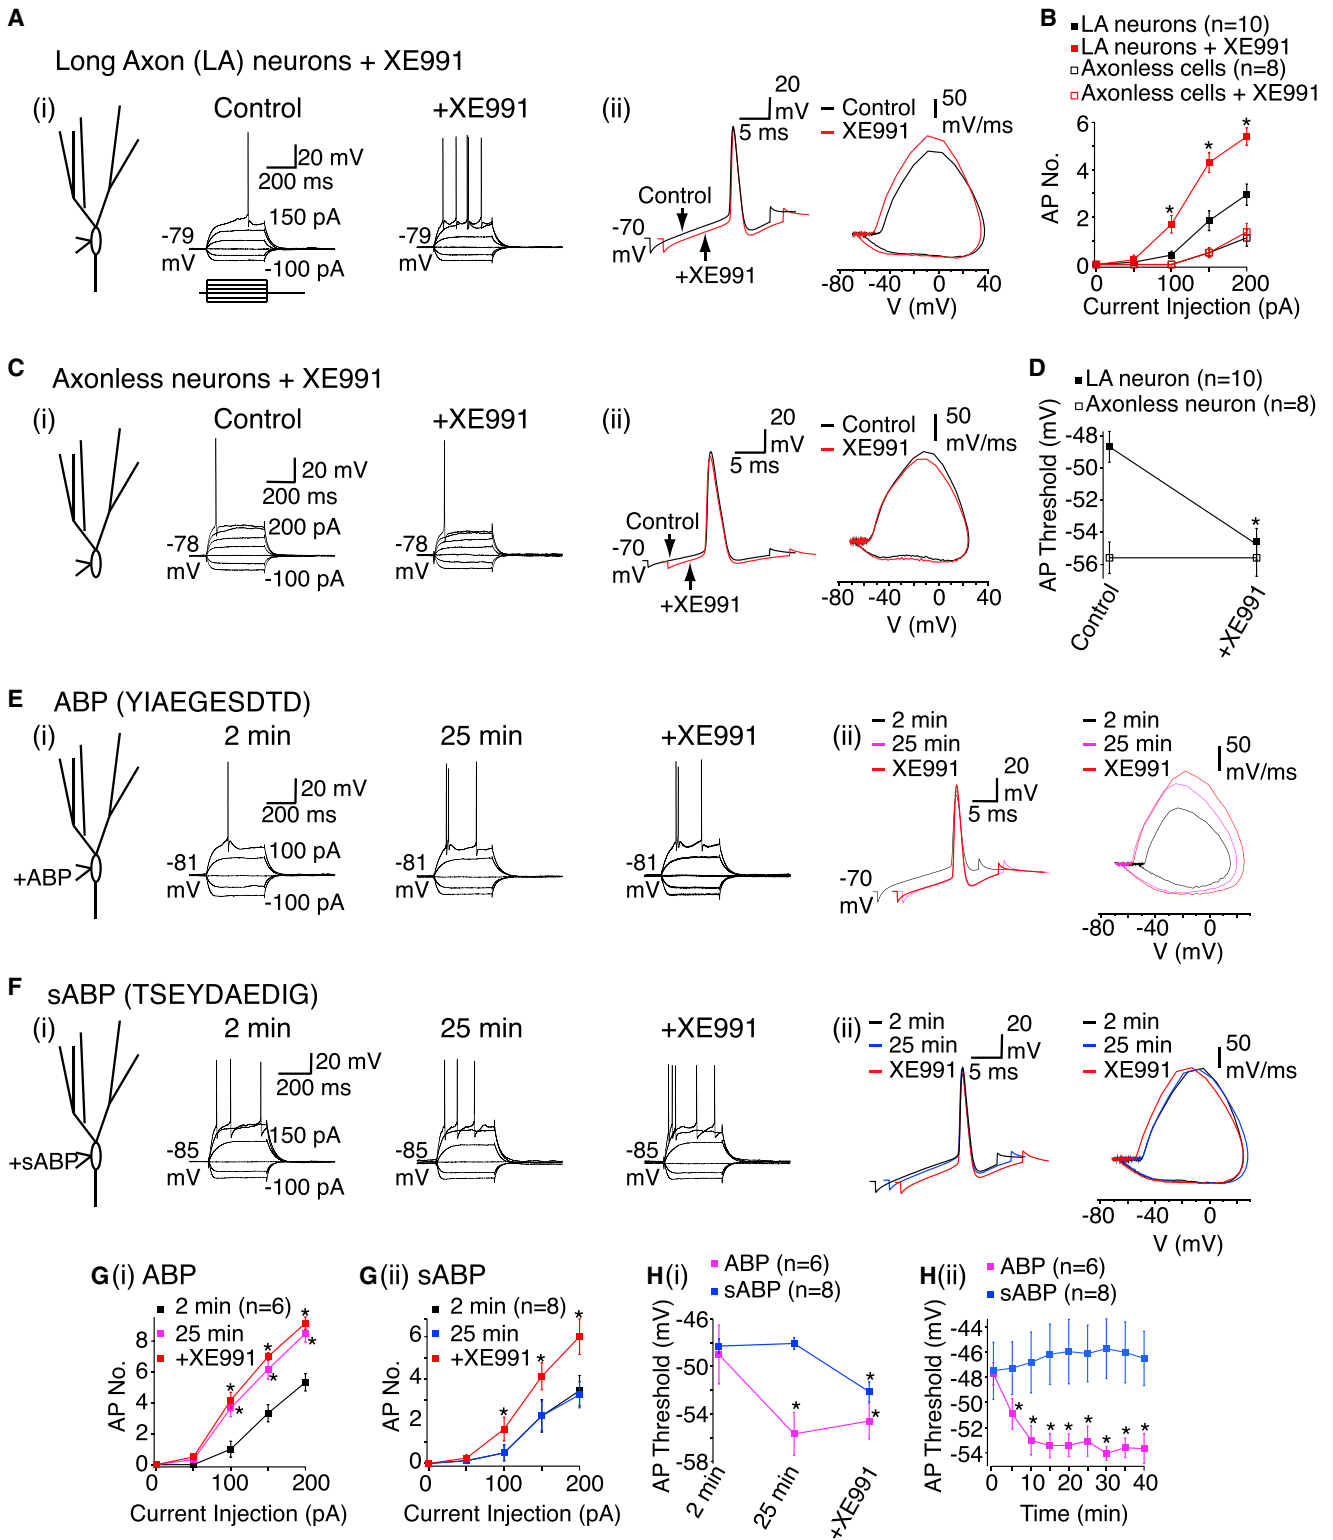 A
Long Axon (LA) neurons + XE991
(i)
Control
+XE991
20 mV
200 ms
150 pA
-79
mV
-100 pA
-79
mV
(ii)
20
mV
5 ms
Control
XE991
50
mV/ms
Control
-70
mV
+XE991
-80 -40 0 40
V (mV)
B
LA neurons (n=10)
LA neurons + XE991
Axonless cells (n=8)
Axonless cells + XE991
AP No.
6
4
2
0
* * *
0 100 200
Current Injection (pA)
C
Axonless neurons + XE991
(i)
Control
+XE991
20 mV
200 ms
200 pA
-78
mV
-100 pA
-78
mV
(ii)
20
mV
5 ms
Control
XE991
50
mV/ms
Control
-70
mV
+XE991
-80 -40 0 40
V (mV)
D
LA neuron (n=10)
Axonless neuron (n=8)
AP Threshold (mV)
-48
-50
-52
-54
-56
*
Control
+XE991
E
ABP (YIAEGESDTD)
(i)
2 min
25 min
+XE991
20 mV
200 ms
100 pA
-81
mV
-100 pA
-81
mV
-81
mV
+ABP
(ii)
2 min
25 min
XE991
20
mV
5 ms
-70
mV
2 min
25 min
XE991
50
mV/ms
-80 -40 0
V (mV)
F
sABP (TSEYDAEDIG)
(i)
2 min
25 min
+XE991
20 mV
200 ms
150 pA
-85
mV
-100 pA
-85
mV
-85
mV
+sABP
(ii)
2 min
25 min
XE991
20
mV
5 ms
2 min
25 min
XE991
50
mV/ms
-80 -40 0
V (mV)
G(i) ABP
2 min (n=6)
25 min
+XE991
AP No.
8
6
4
2
0
* * * * * *
0 100 200
Current Injection (pA)
G(ii) sABP
2 min (n=8)
25 min
+XE991
AP No.
6
4
2
0
* * *
0 100 200
Current Injection (pA)
H(i)
ABP (n=6)
sABP (n=8)
AP Threshold (mV)
-46
-50
-54
-58
* * *
2 min
25 min
+XE991
H(ii)
ABP (n=6)
sABP (n=8)
AP Threshold (mV)
-44
-46
-48
-50
-52
-54
* * * * * * * *
0 10 20 30 40
Time (min)